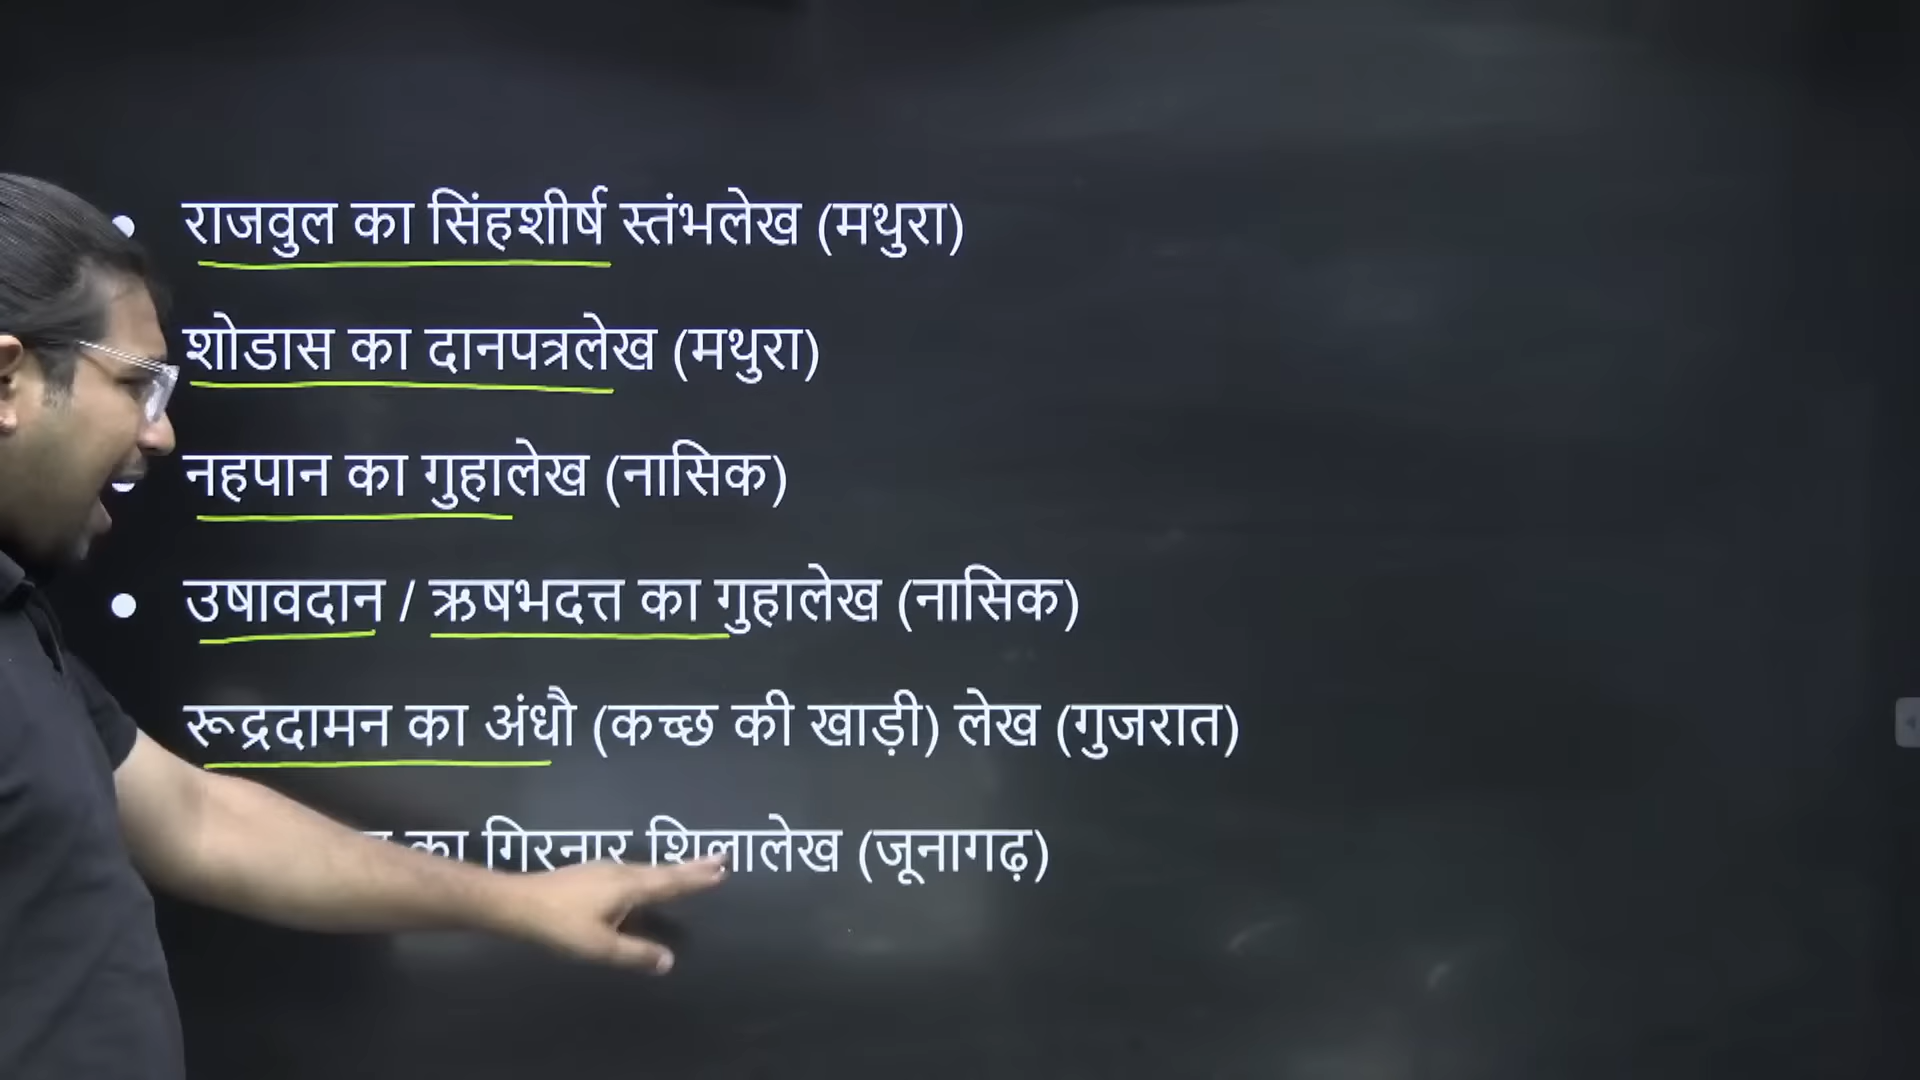 राजवुल का सिंहशीर्ष स्तंभलेख (मथुरा)
शोडास का दानपत्रलेख (मथुरा)
नहपान का गुहालेख (नासिक)
उषावदान / ऋषभदत्त का गुहालेख (नासिक)
रूद्रदामन का अंधौ (कच्छ की खाड़ी) लेख (गुजरात)
का गिरनार शिलालेख (जूनागढ़)